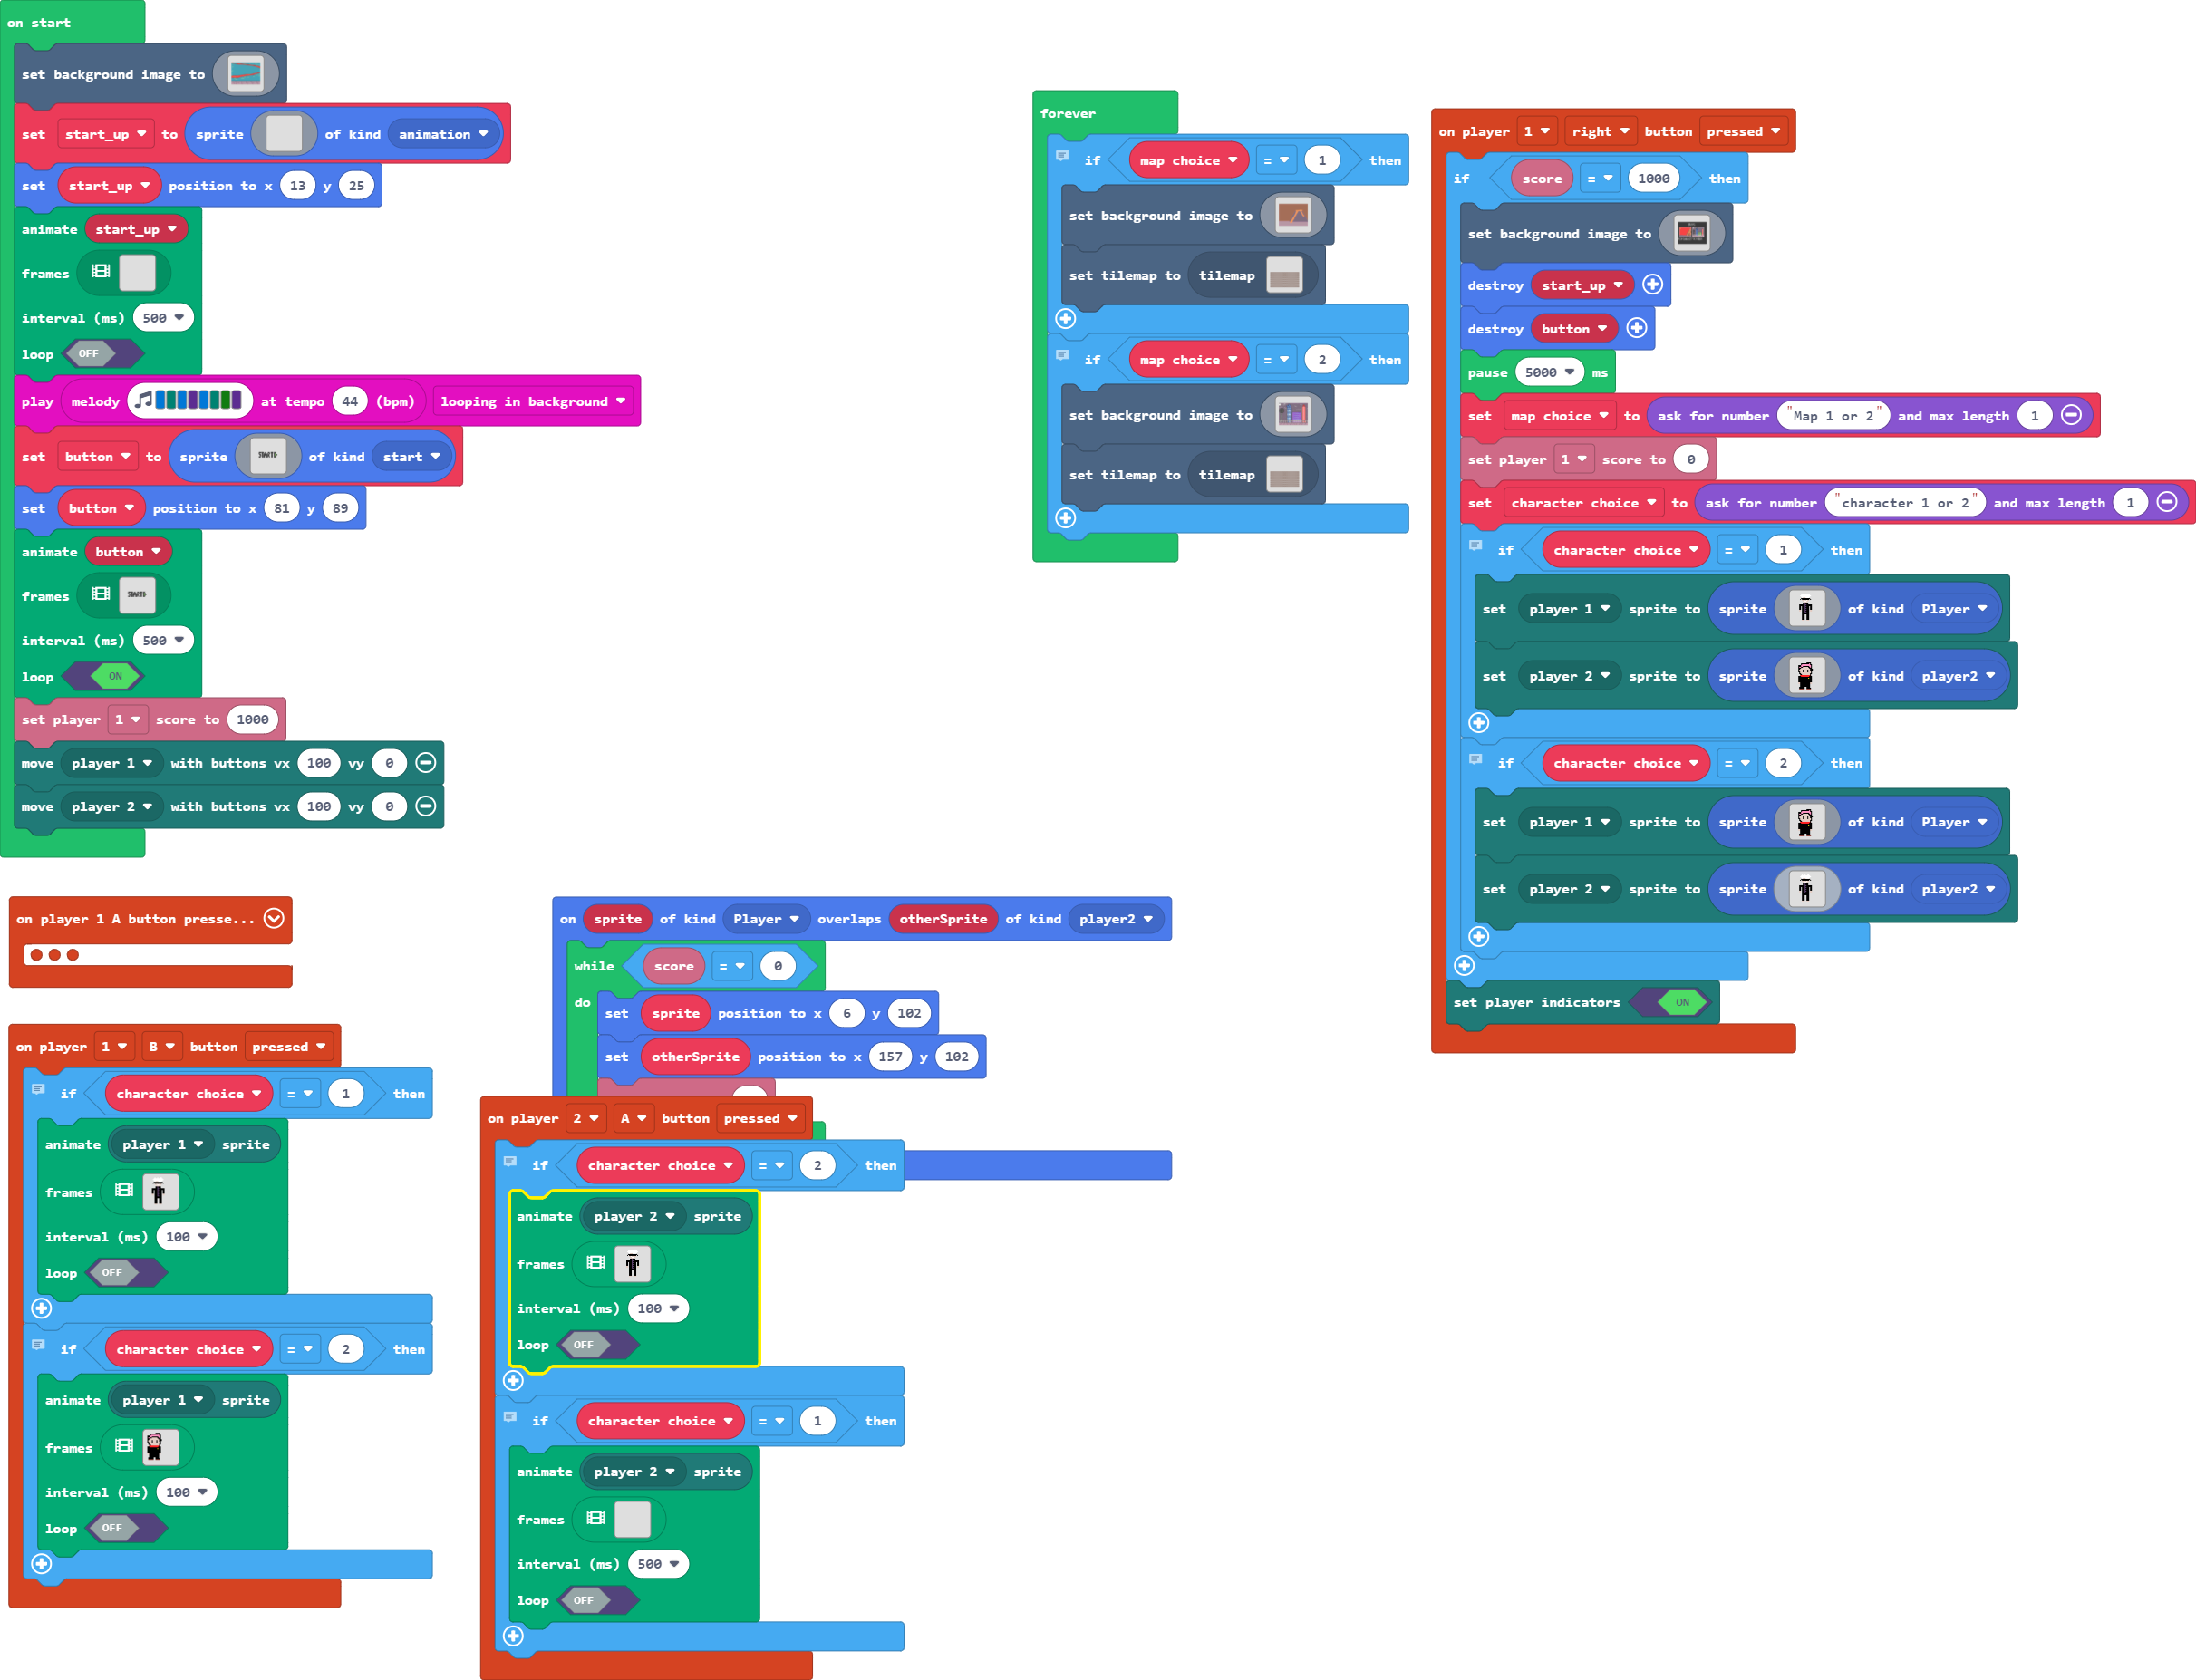 on start
set background image to
set start_up to sprite of kind animation
set start_up position to x 13 y 25
animate start_up
frames
interval (ms) 500
loop OFF
play melody at tempo 44 (bpm) looping in background
set button to sprite of kind start
set button position to x 81 y 89
animate button
frames
interval (ms) 500
loop ON
set player 1 score to 1000
move player 1 with buttons vx 100 vy 0
move player 2 with buttons vx 100 vy 0
forever
if map choice = 1 then
set background image to
set tilemap to tilemap
if map choice = 2 then
set background image to
set tilemap to tilemap
on player 1 right button pressed
if score = 1000 then
set background image to
destroy start_up
destroy button
pause 5000 ms
set map choice to ask for number "Map 1 or 2" and max length 1
set player 1 score to 0
set character choice to ask for number "character 1 or 2" and max length 1
if character choice = 1 then
set player 1 sprite to sprite of kind Player
set player 2 sprite to sprite of kind player2
if character choice = 2 then
set player 1 sprite to sprite of kind Player
set player 2 sprite to sprite of kind player2
set player indicators ON
on player 1 A button presse...
on player 1 B button pressed
if character choice = 1 then
animate player 1 sprite
frames
interval (ms) 100
loop OFF
if character choice = 2 then
animate player 1 sprite
frames
interval (ms) 100
loop OFF
on sprite of kind Player overlaps otherSprite of kind player2
while score = 0
do
set sprite position to x 6 y 102
set otherSprite position to x 157 y 102
on player 2 A button pressed
if character choice = 2 then
animate player 2 sprite
frames
interval (ms) 100
loop OFF
if character choice = 1 then
animate player 2 sprite
frames
interval (ms) 500
loop OFF